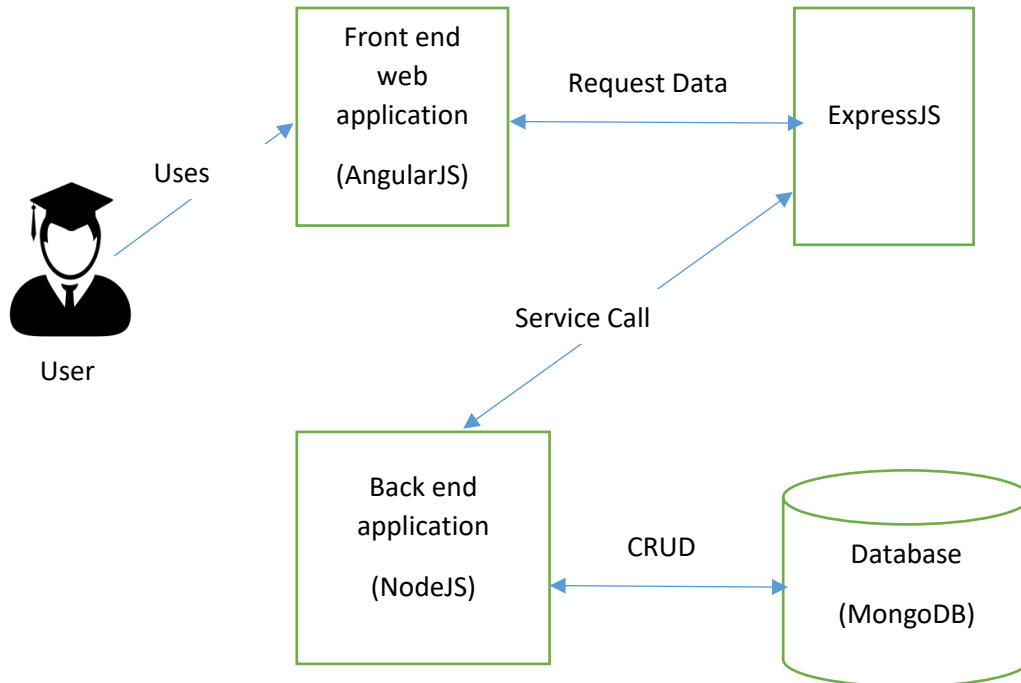 Front end
web
application
(AngularJS)
Request Data
ExpressJS
Uses
User
Service Call
Back end
application
(NodeJS)
CRUD
Database
(MongoDB)